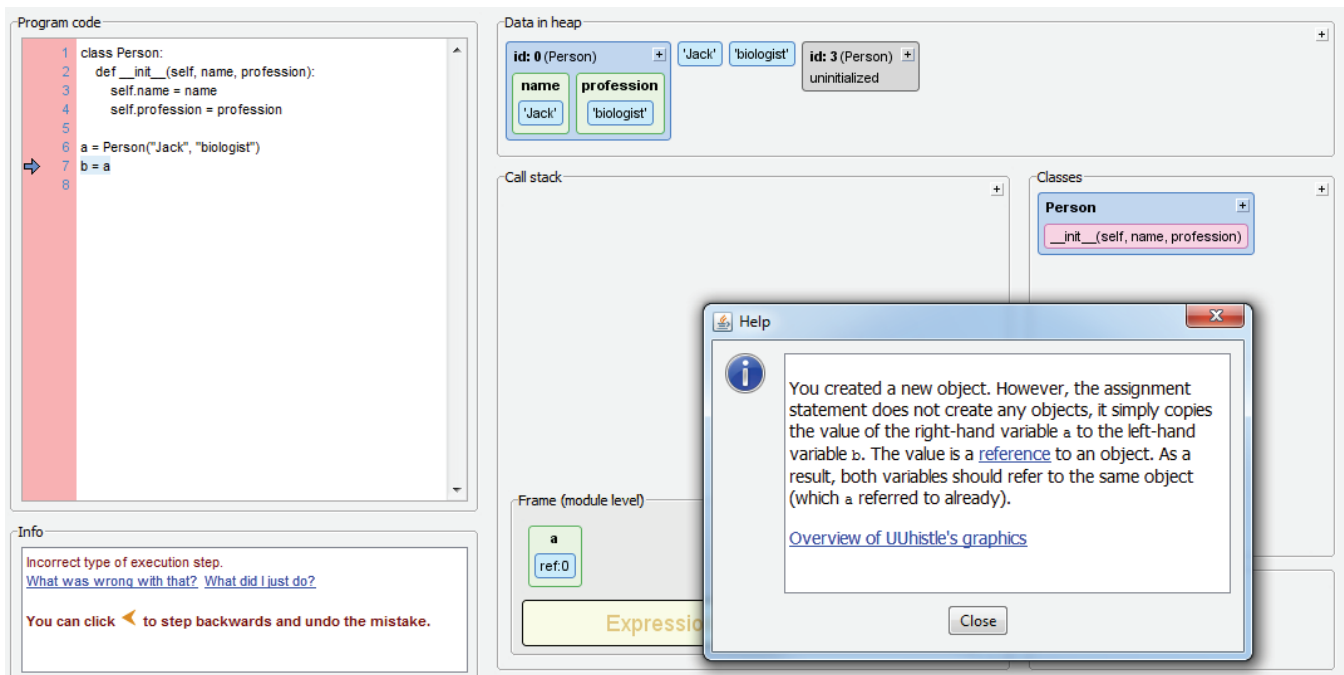 Program code
1 class Person:
2 def __init__(self, name, profession):
3 self.name = name
4 self.profession = profession
5
6 a = Person("Jack", "biologist")
7 b = a
8
Info
Incorrect type of execution step.
What was wrong with that? What did I just do?
You can click to step backwards and undo the mistake.
Data in heap
+
id: 0 (Person) +
name profession
'Jack' 'biologist'
'Jack' 'biologist'
id: 3 (Person) +
uninitialized
Call stack
+
Frame (module level)
a
ref:0
Expressio
Classes
+
Person +
__init__(self, name, profession)
Help
x
i
You created a new object. However, the assignment
statement does not create any objects, it simply copies
the value of the right-hand variable a to the left-hand
variable b. The value is a reference to an object. As a
result, both variables should refer to the same object
(which a referred to already).
Overview of UUhistle's graphics
Close